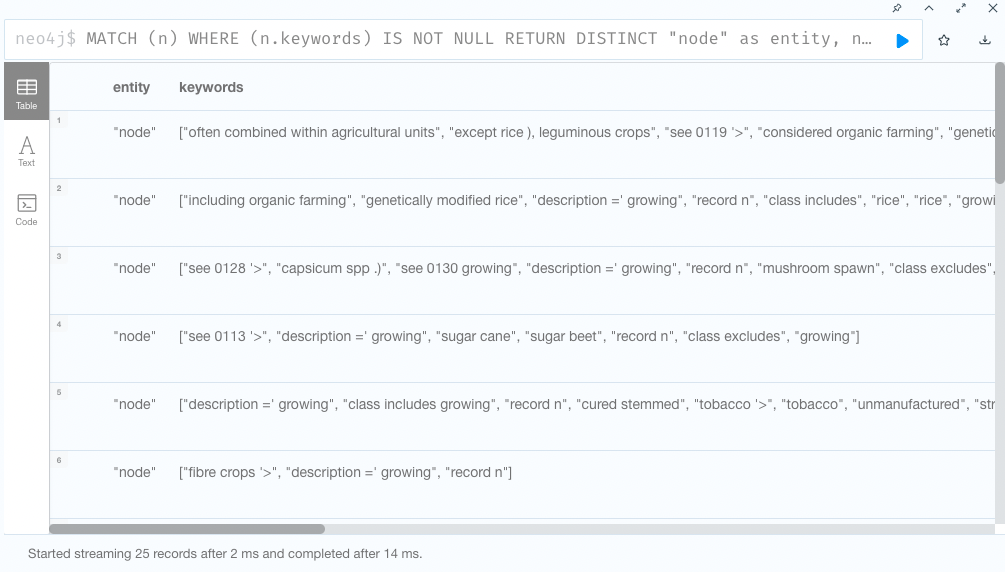 neo4j$ MATCH (n) WHERE (n.keywords) IS NOT NULL RETURN DISTINCT "node" as entity, n…
Table
Text
Code
entity keywords
1
"node" ["often combined within agricultural units", "except rice ), leguminous crops", "see 0119 '>", "considered organic farming", "genetic
2
"node" ["including organic farming", "genetically modified rice", "description =' growing", "record n", "class includes", "rice", "rice", "growi
3
"node" ["see 0128 '>", "capsicum spp .)", "see 0130 growing", "description =' growing", "record n", "mushroom spawn", "class excludes",
4
"node" ["see 0113 '>", "description =' growing", "sugar cane", "sugar beet", "record n", "class excludes", "growing"]
5
"node" ["description =' growing", "class includes growing", "record n", "cured stemmed", "tobacco '>", "tobacco", "unmanufactured", "str
6
"node" ["fibre crops '>", "description =' growing", "record n"]
Started streaming 25 records after 2 ms and completed after 14 ms.